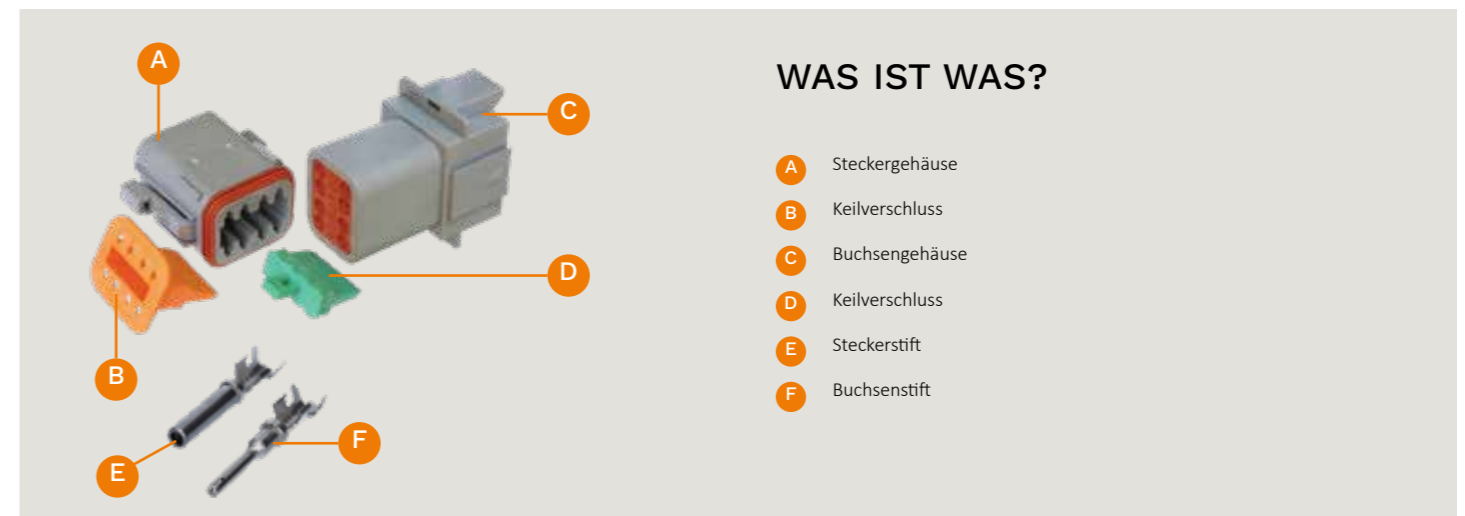 A
C
D
B
F
E
WAS IST WAS?
A Steckergehäuse
B Keilverschluss
C Buchsengehäuse
D Keilverschluss
E Steckerstift
F Buchsenstift